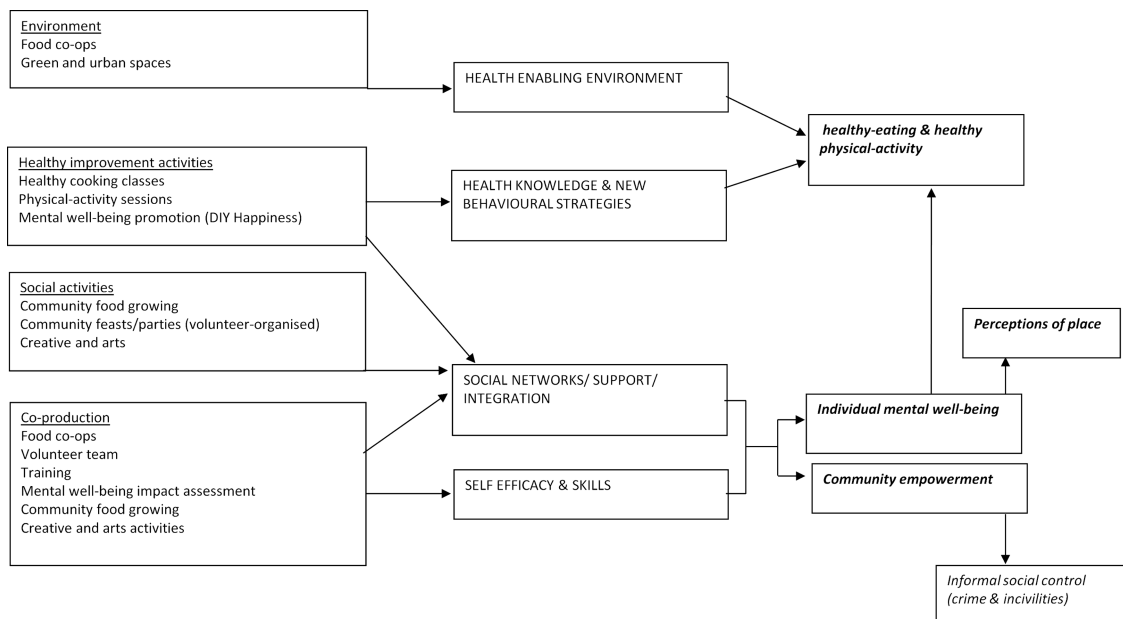 Environment
Food co-ops
Green and urban spaces
HEALTH ENABLING ENVIRONMENT
healthy-eating & healthy
physical-activity
Healthy improvement activities
Healthy cooking classes
Physical-activity sessions
Mental well-being promotion (DIY Happiness)
HEALTH KNOWLEDGE & NEW
BEHAVIOURAL STRATEGIES
Social activities
Community food growing
Community feasts/parties (volunteer-organised)
Creative and arts
Perceptions of place
SOCIAL NETWORKS/ SUPPORT/
INTEGRATION
Individual mental well-being
Co-production
Food co-ops
Volunteer team
Training
Mental well-being impact assessment
Community food growing
Creative and arts activities
SELF EFFICACY & SKILLS
Community empowerment
Informal social control
(crime & incivilities)